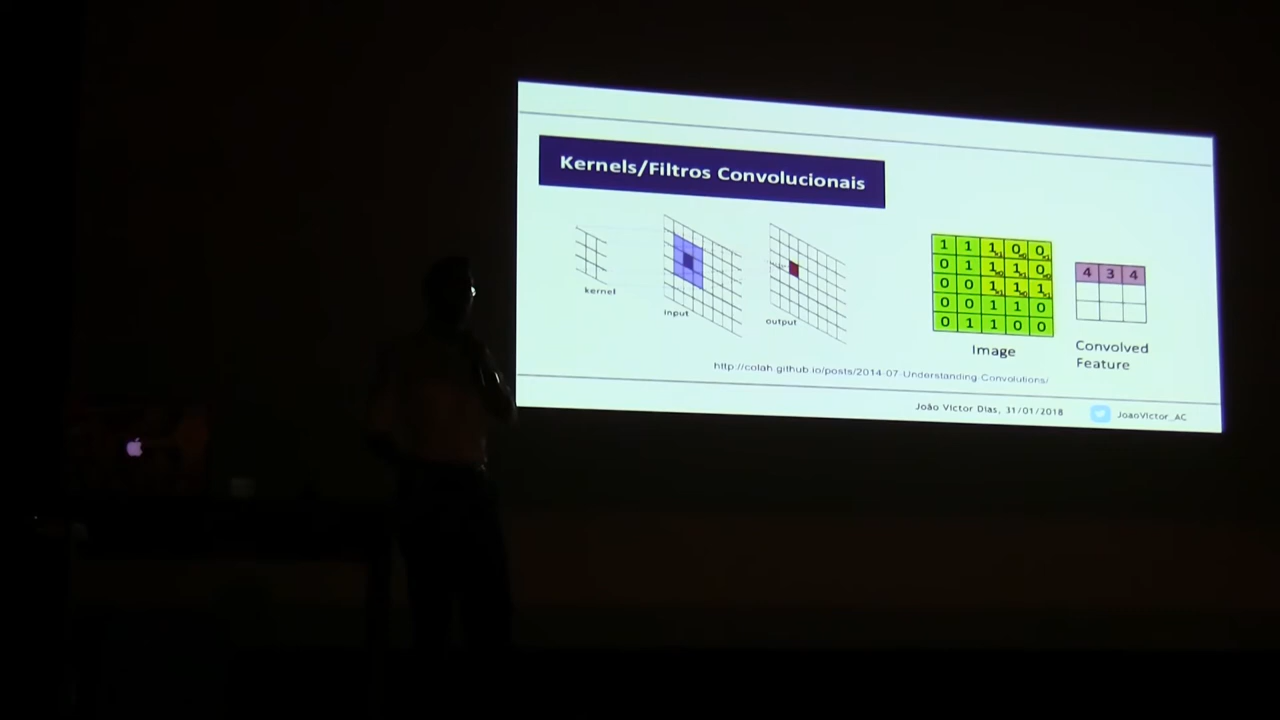 Kernels/Filtros Convolucionais
kernel
input
output
1 1 1 0 0
0 1 1 1 0
0 0 1 1 1
0 0 1 1 0
0 1 1 0 0
Image
4 3 4
Convolved
Feature
http://colah.github.io/posts/2014-07-Understanding-Convolutions/
João Victor Dias, 31/01/2018
JoaoVictor_AC